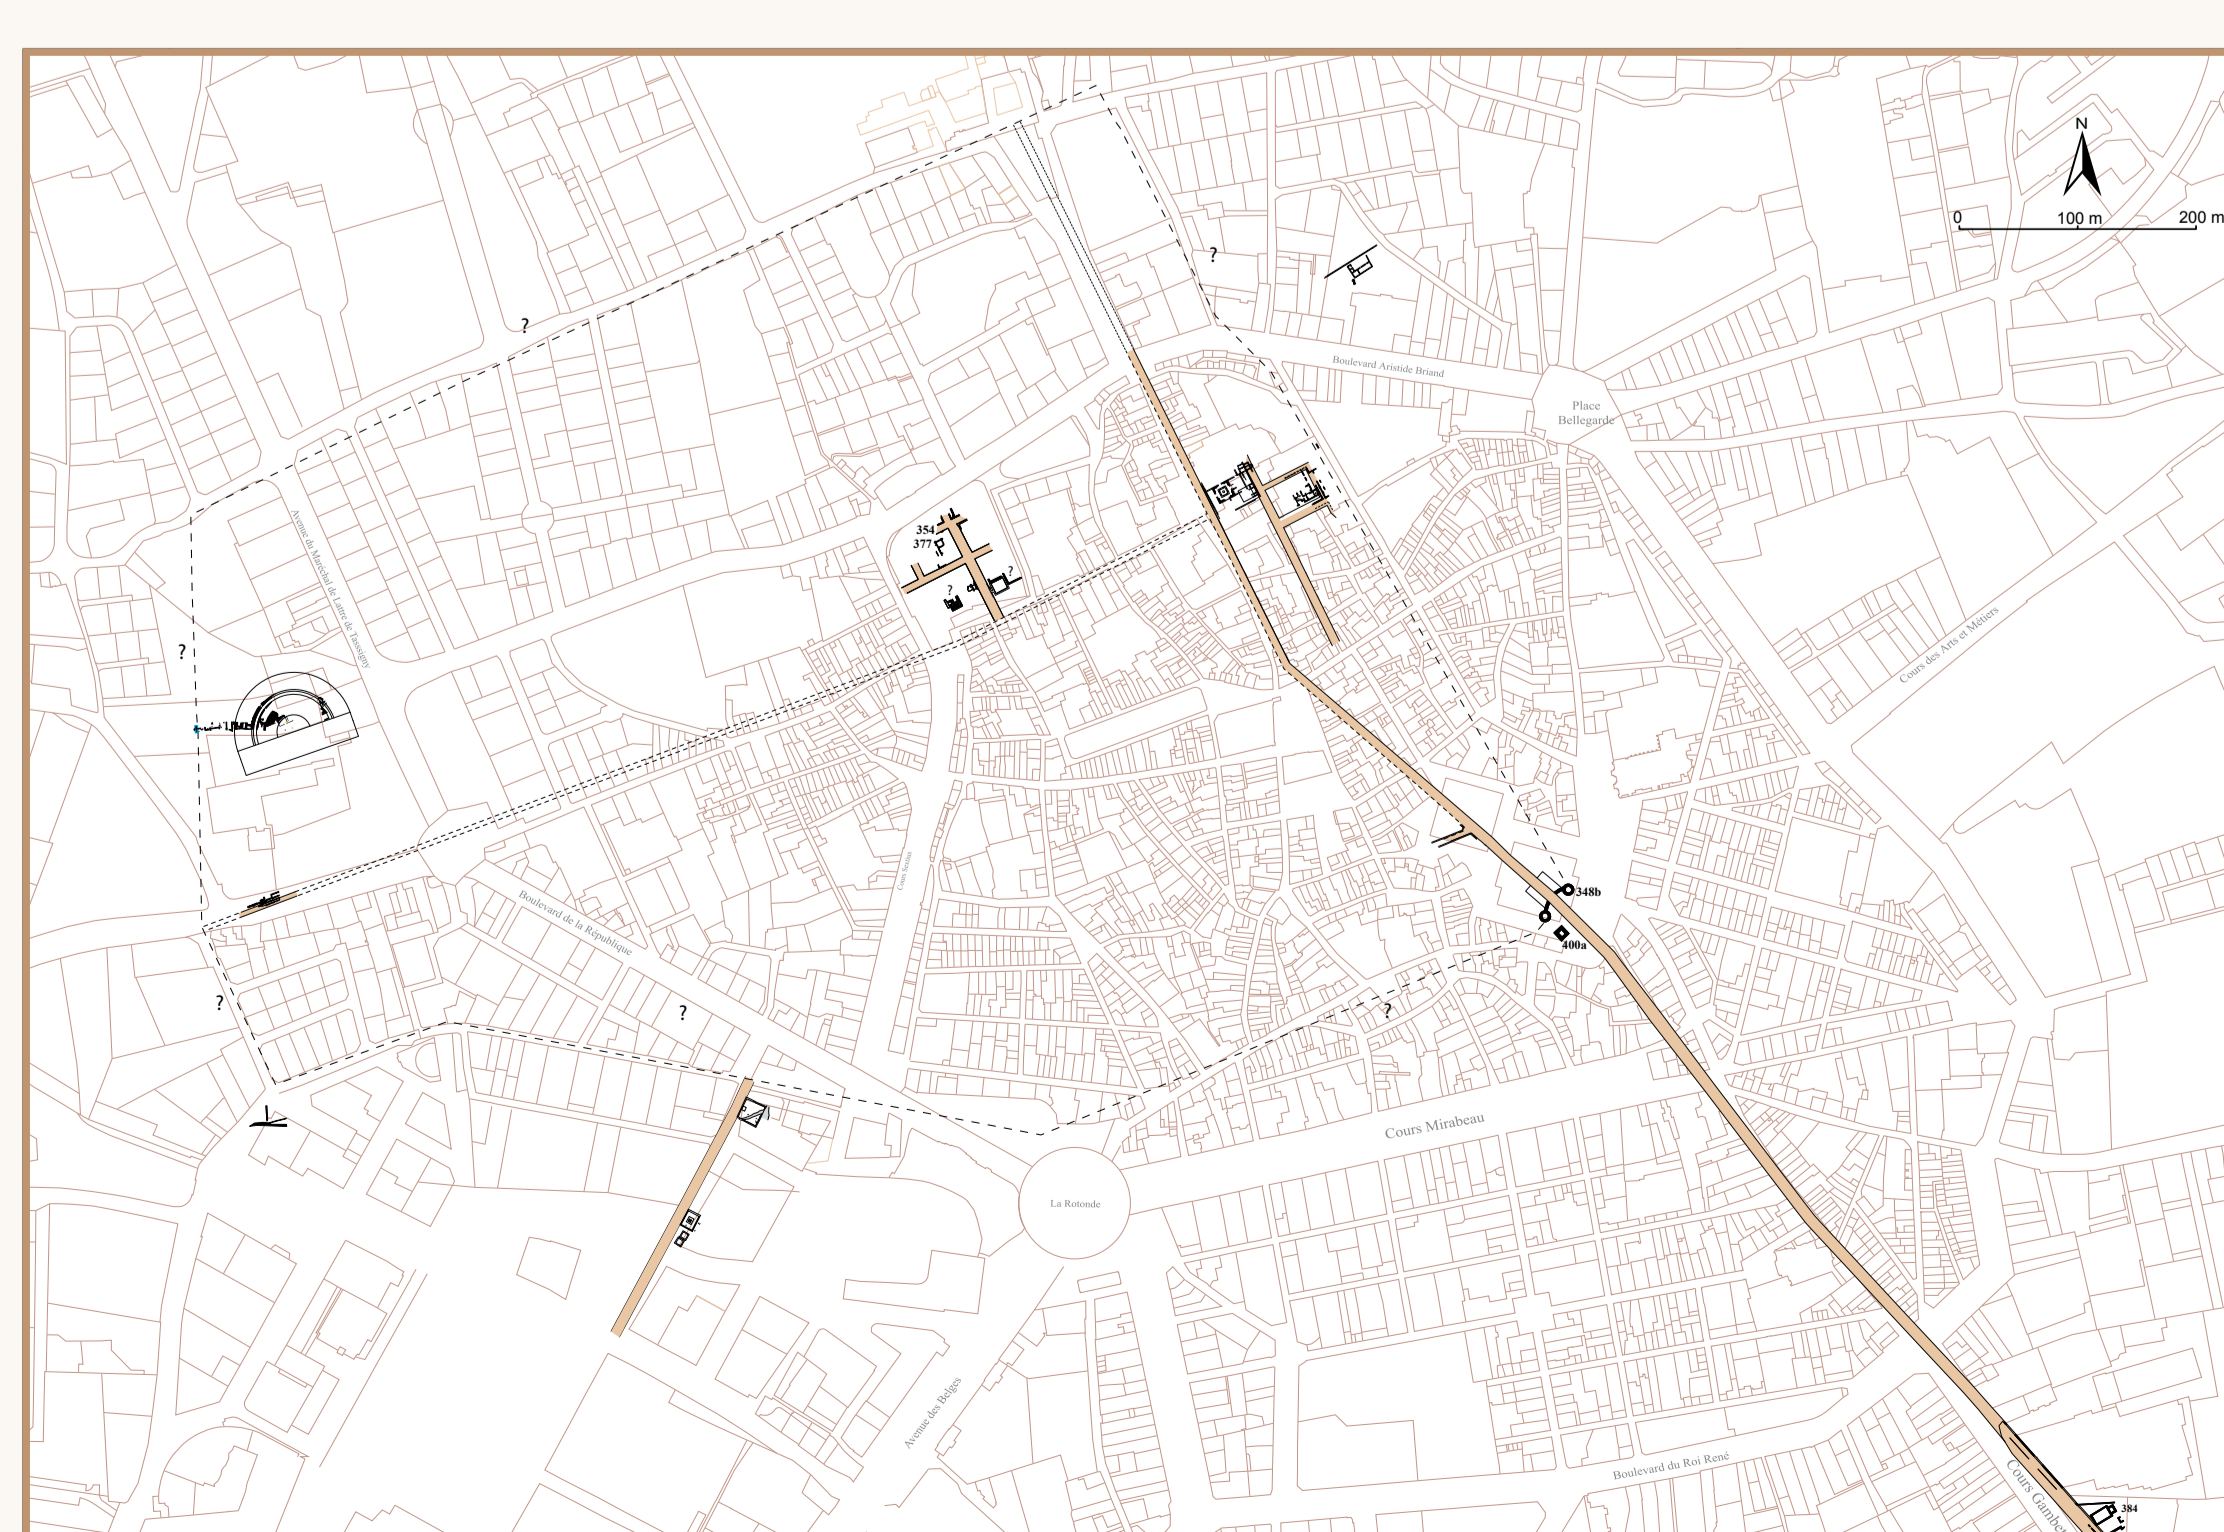 N
0 100 m 200 m
?
?
Boulevard Aristide Briand
Place
Bellegarde
354
377
?
?
Avenue du Maréchal de Lattre de Tasssigny
?
Cours des Arts et Métiers
Cours Sextius
348b
400a
Boulevard de la République
?
?
?
Cours Mirabeau
La Rotonde
Avenue des Belges
Boulevard du Roi René
Cours Gambe
384